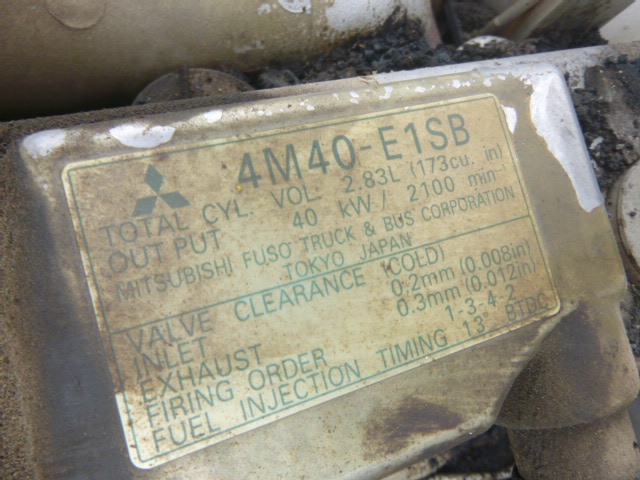 4M40-E1SB
TOTAL CYL. VOL. 2.83L (173cu. in)
OUT PUT 40 kW / 2100 min⁻¹
MITSUBISHI FUSO TRUCK & BUS CORPORATION
TOKYO JAPAN
VALVE CLEARANCE (COLD)
INLET 0.2mm (0.008in)
EXHAUST 0.3mm (0.012in)
FIRING ORDER 1-3-4-2
FUEL INJECTION TIMING 13° BTDC